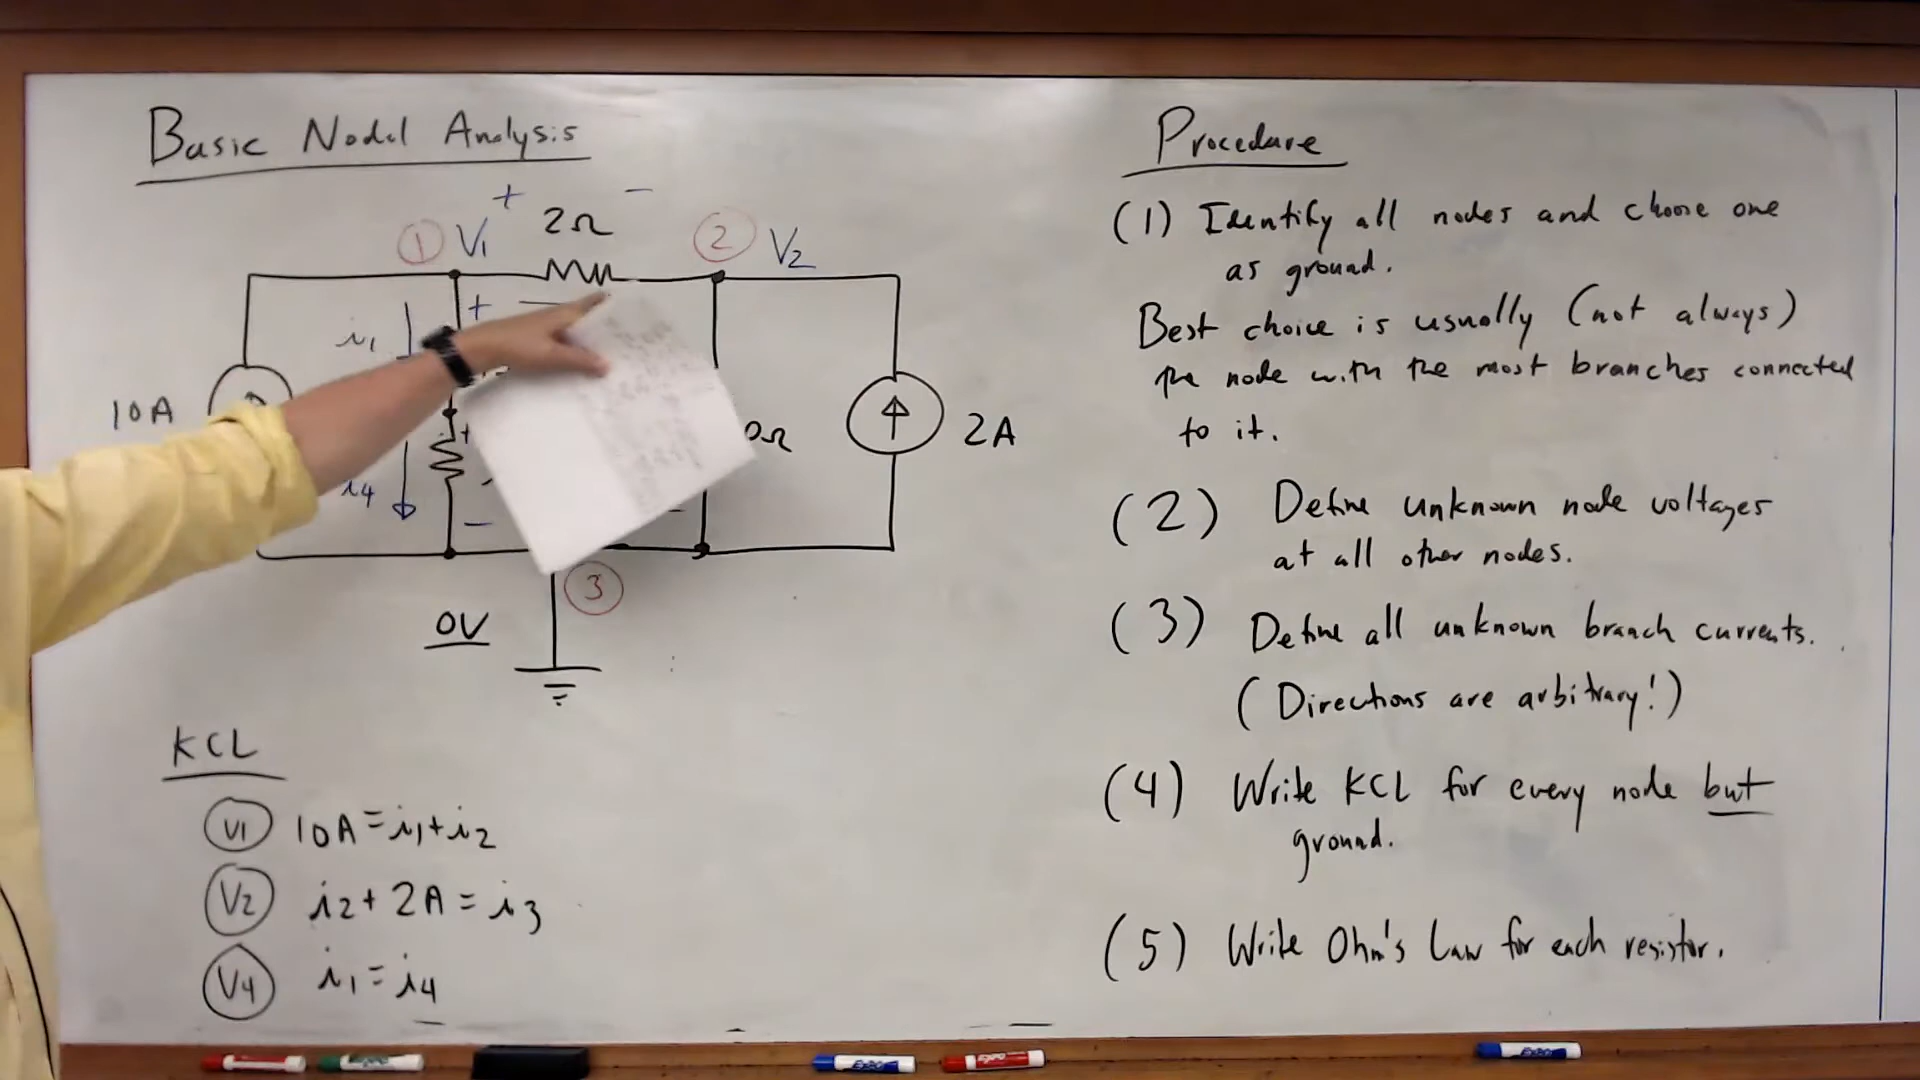 Basic Nodal Analysis
+ −
① V1 2Ω ② V2
+
i1
10A
+
Ω 2A
i4
− −
③
0V
KCL
V1 10A = i1 + i2
V2 i2 + 2A = i3
V4 i1 = i4
Procedure
(1) Identify all nodes and choose one
as ground.
Best choice is usually (not always)
the node with the most branches connected
to it.
(2) Define unknown node voltages
at all other nodes.
(3) Define all unknown branch currents.
(Directions are arbitrary!)
(4) Write KCL for every node but
ground.
(5) Write Ohm's Law for each resistor.
EXPO
EXPO
EXPO
EXPO